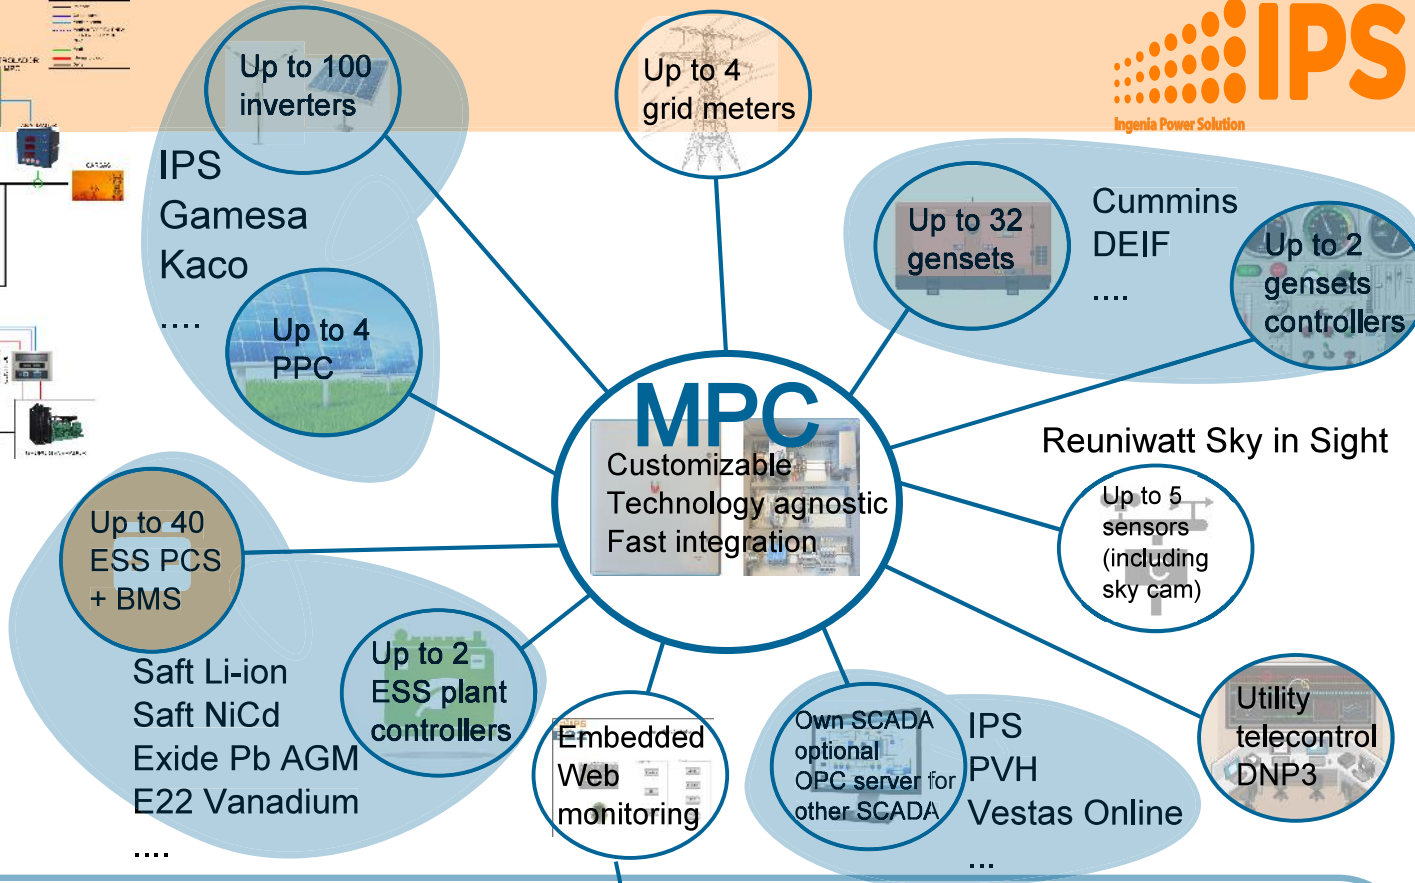 IPS
Ingenia Power Solution
Up to 100
inverters
Up to 4
grid meters
IPS
Gamesa
Kaco
....
Up to 4
PPC
Up to 32
gensets
Cummins
DEIF
....
Up to 2
gensets
controllers
MPC
Customizable
Technology agnostic
Fast integration
Reuniwatt Sky in Sight
Up to 5
sensors
(including
sky cam)
Up to 40
ESS PCS
+ BMS
Saft Li-ion
Saft NiCd
Exide Pb AGM
E22 Vanadium
....
Up to 2
ESS plant
controllers
Embedded
Web
monitoring
Own SCADA
optional
OPC server for
other SCADA
IPS
PVH
Vestas Online
...
Utility
telecontrol
DNP3
MPC
CARGAS